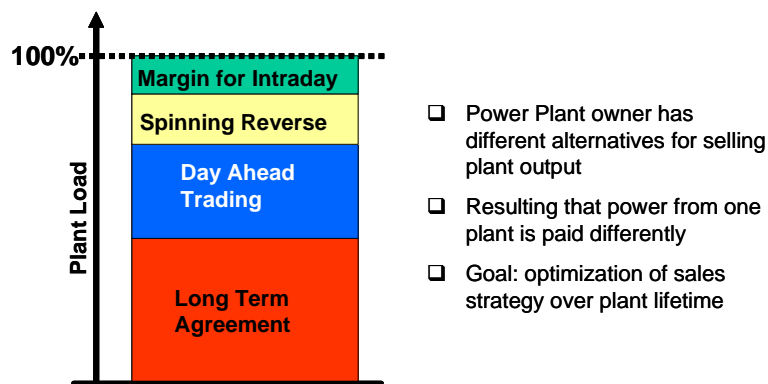 100%
Margin for Intraday
Spinning Reverse
Day Ahead
Trading
Long Term
Agreement
Plant Load
Power Plant owner has
different alternatives for selling
plant output
Resulting that power from one
plant is paid differently
Goal: optimization of sales
strategy over plant lifetime